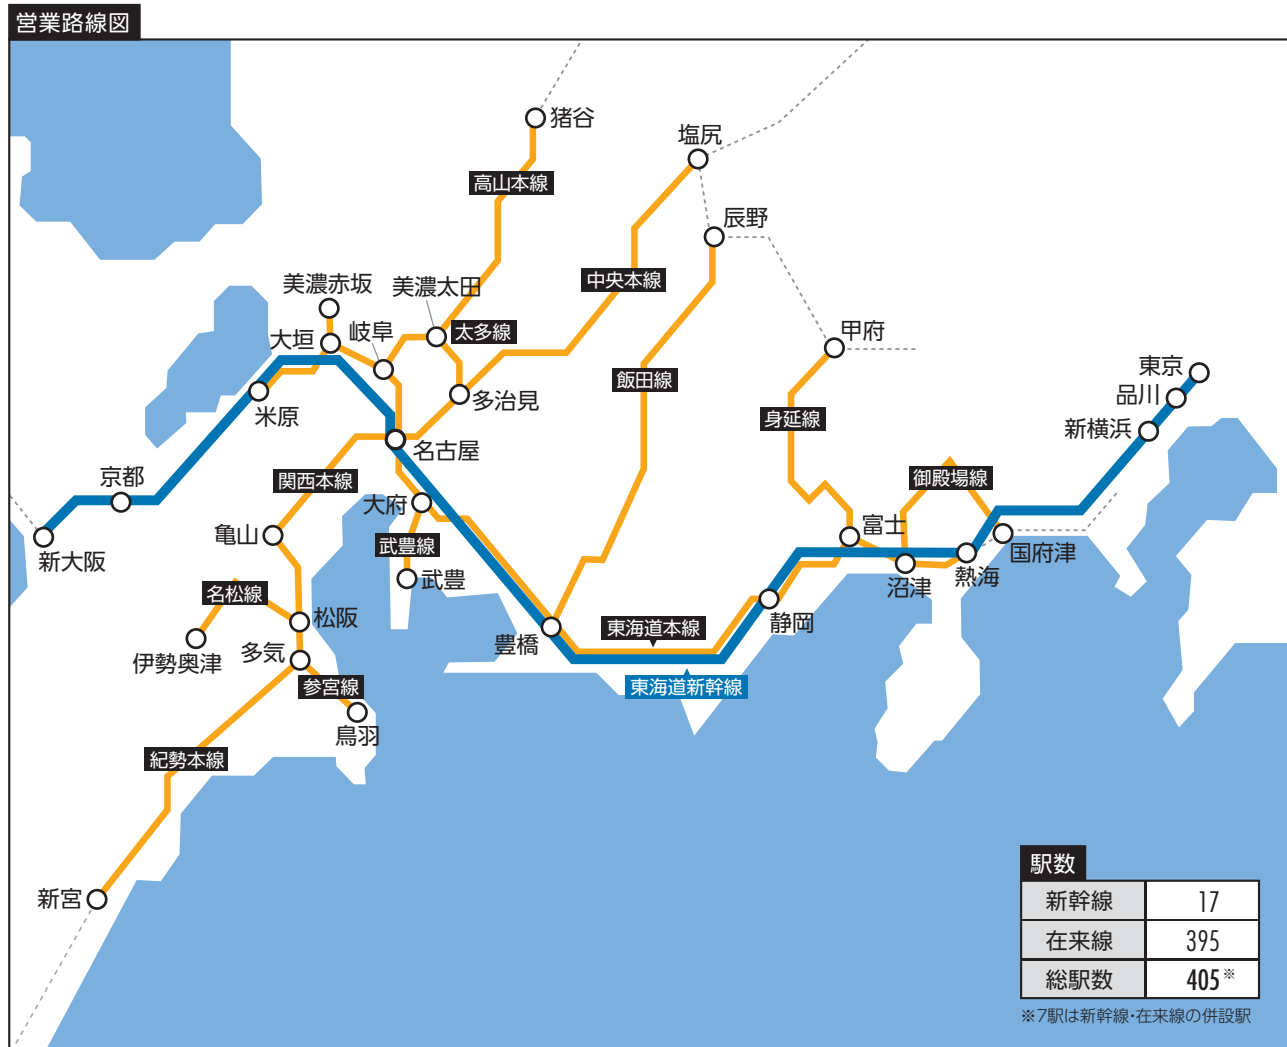 営業路線図
猪谷
塩尻
高山本線
辰野
美濃赤坂
美濃太田
中央本線
大垣
岐阜
太多線
甲府
東京
品川
米原
多治見
飯田線
身延線
新横浜
名古屋
京都
関西本線
御殿場線
大府
新大阪
亀山
武豊線
富士
国府津
武豊
沼津
熱海
名松線
松阪
静岡
伊勢奥津
多気
豊橋
東海道本線
参宮線
東海道新幹線
鳥羽
紀勢本線
新宮
駅数
新幹線 17
在来線 395
総駅数 405※
※7駅は新幹線・在来線の併設駅